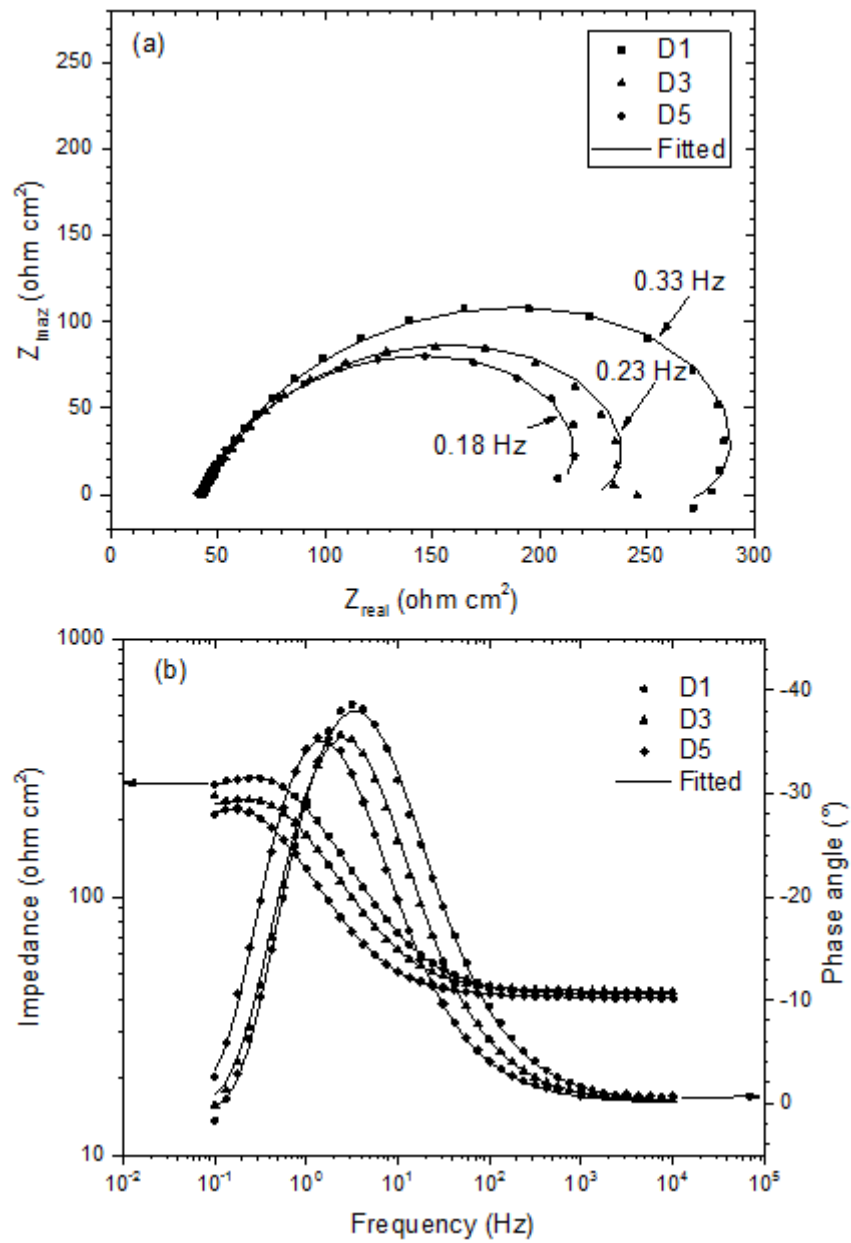 (a)
D1
D3
D5
Fitted
250
200
150
100
50
0
Z_Imaz (ohm cm²)
0.33 Hz
0.23 Hz
0.18 Hz
0 50 100 150 200 250 300
Z_real (ohm cm²)
(b)
D1
D3
D5
Fitted
1000
100
10
Impedance (ohm cm²)
-40
-30
-20
-10
0
Phase angle (°)
10⁻² 10⁻¹ 10⁰ 10¹ 10² 10³ 10⁴ 10⁵
Frequency (Hz)